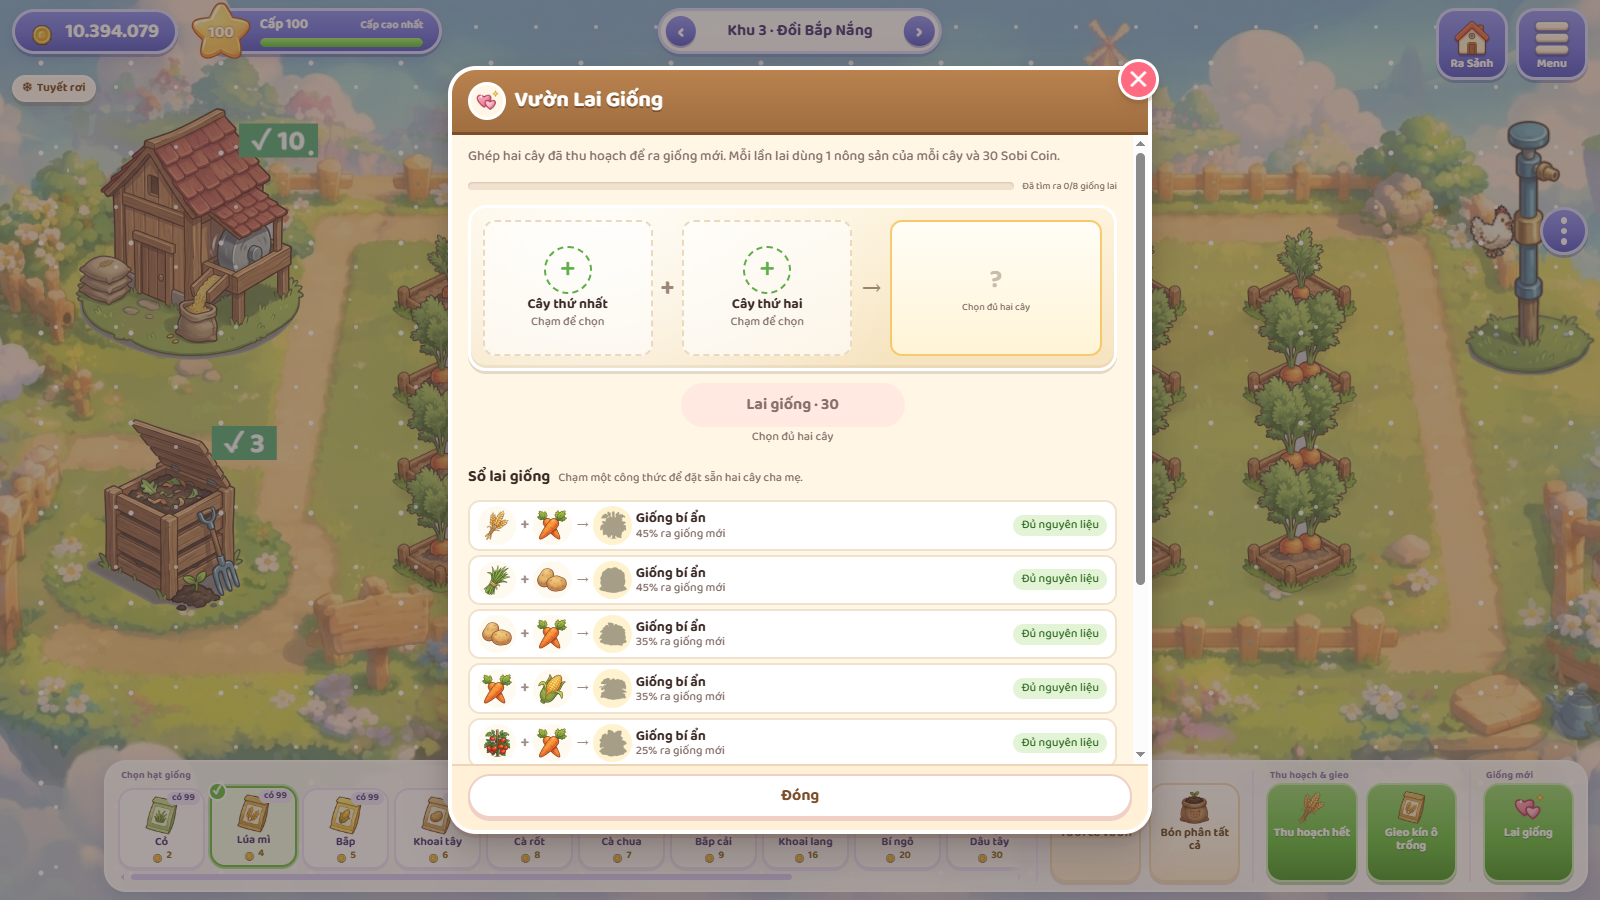 10.394.079
100
Cấp 100
Cấp cao nhất
Khu 3 · Đồi Bắp Nắng
Ra Sảnh
Menu
Tuyết rơi
✓ 10
✓ 3
Vườn Lai Giống
Ghép hai cây đã thu hoạch để ra giống mới. Mỗi lần lai dùng 1 nông sản của mỗi cây và 30 Sobi Coin.
Đã tìm ra 0/8 giống lai
+
Cây thứ nhất
Chạm để chọn
+
+
Cây thứ hai
Chạm để chọn
→
?
Chọn đủ hai cây
Lai giống · 30
Chọn đủ hai cây
Sổ lai giống Chạm một công thức để đặt sẵn hai cây cha mẹ.
+ → Giống bí ẩn
45% ra giống mới
Đủ nguyên liệu
+ → Giống bí ẩn
45% ra giống mới
Đủ nguyên liệu
+ → Giống bí ẩn
35% ra giống mới
Đủ nguyên liệu
+ → Giống bí ẩn
35% ra giống mới
Đủ nguyên liệu
+ → Giống bí ẩn
25% ra giống mới
Đủ nguyên liệu
Đóng
Chọn hạt giống
có 99
Cỏ
2
có 99
Lúa mì
4
có 99
Bắp
5
Khoai tây
6
Cà rốt
8
Cà chua
7
Bắp cải
9
Khoai lang
16
Bí ngô
20
Dâu tây
30
Bón phân tất
cả
Thu hoạch & gieo
Thu hoạch hết
Gieo kín ô
trống
Giống mới
Lai giống